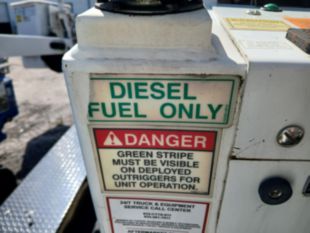 DIESEL
FUEL ONLY
DANGER
GREEN STRIPE
MUST BE VISIBLE
ON DEPLOYED
OUTRIGGERS FOR
UNIT OPERATION.
24/7 TRUCK & EQUIPMENT
SERVICE CALL CENTER